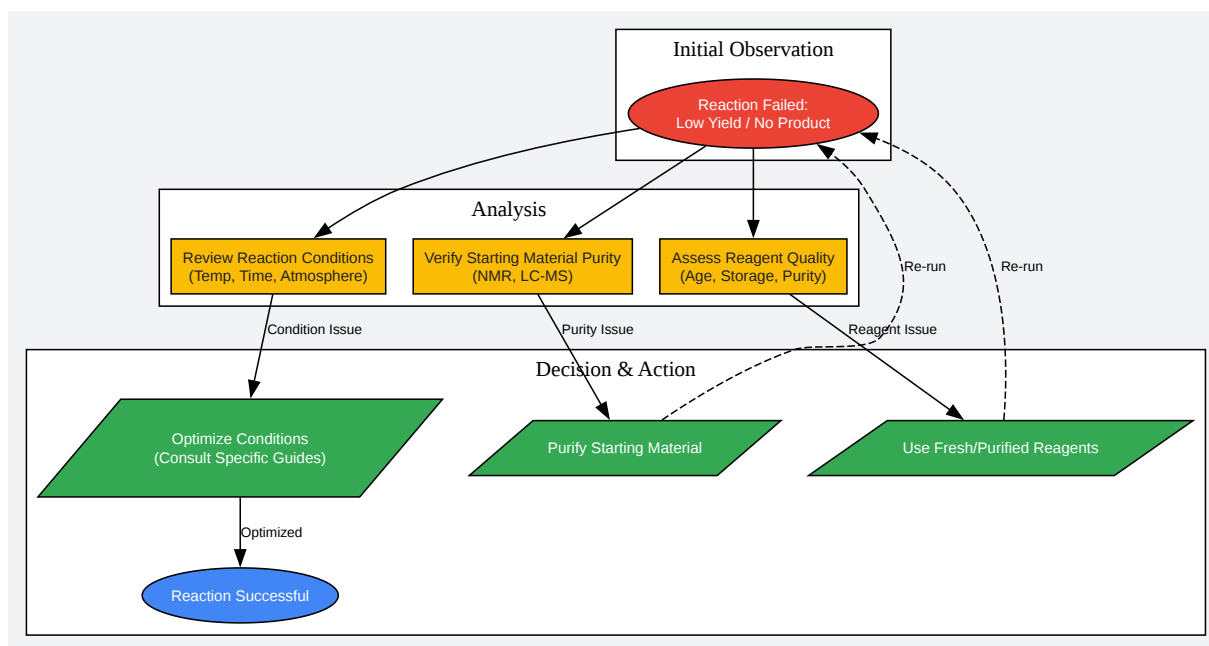 Initial Observation
Reaction Failed:
Low Yield / No Product
Analysis
Review Reaction Conditions
(Temp, Time, Atmosphere)
Verify Starting Material Purity
(NMR, LC-MS)
Assess Reagent Quality
(Age, Storage, Purity)
Re-run
Re-run
Condition Issue
Purity Issue
Reagent Issue
Decision & Action
Optimize Conditions
(Consult Specific Guides)
Purify Starting Material
Use Fresh/Purified Reagents
Optimized
Reaction Successful